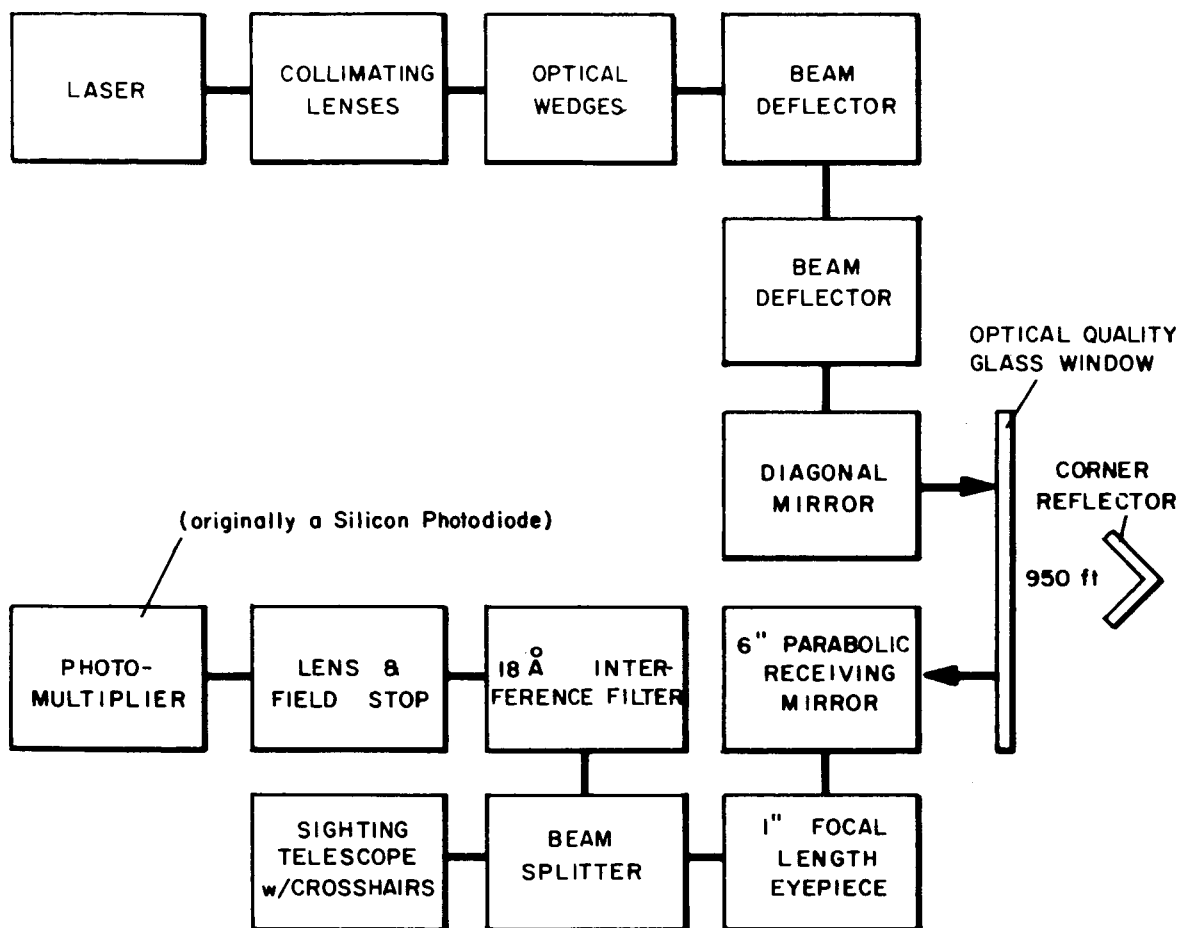 LASER
COLLIMATING
LENSES
OPTICAL
WEDGES
BEAM
DEFLECTOR
BEAM
DEFLECTOR
OPTICAL QUALITY
GLASS WINDOW
DIAGONAL
MIRROR
CORNER
REFLECTOR
(originally a Silicon Photodiode)
950 ft
PHOTO-
MULTIPLIER
LENS &
FIELD STOP
18 Å INTER-
FERENCE FILTER
6" PARABOLIC
RECEIVING
MIRROR
SIGHTING
TELESCOPE
w/CROSSHAIRS
BEAM
SPLITTER
1" FOCAL
LENGTH
EYEPIECE